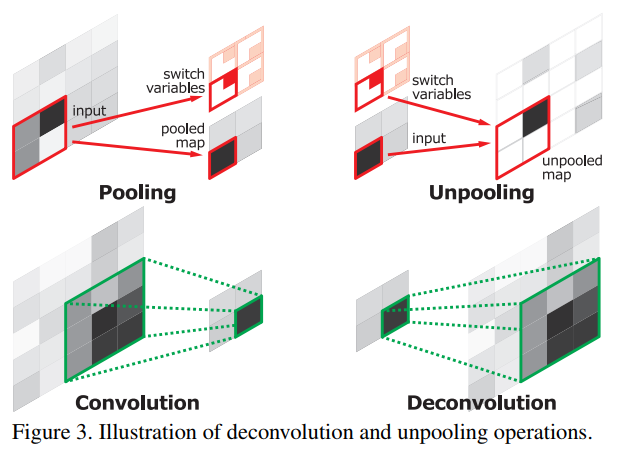 input
switch
variables
pooled
map
Pooling
switch
variables
input
unpooled
map
Unpooling
Convolution
Deconvolution
Figure 3. Illustration of deconvolution and unpooling operations.